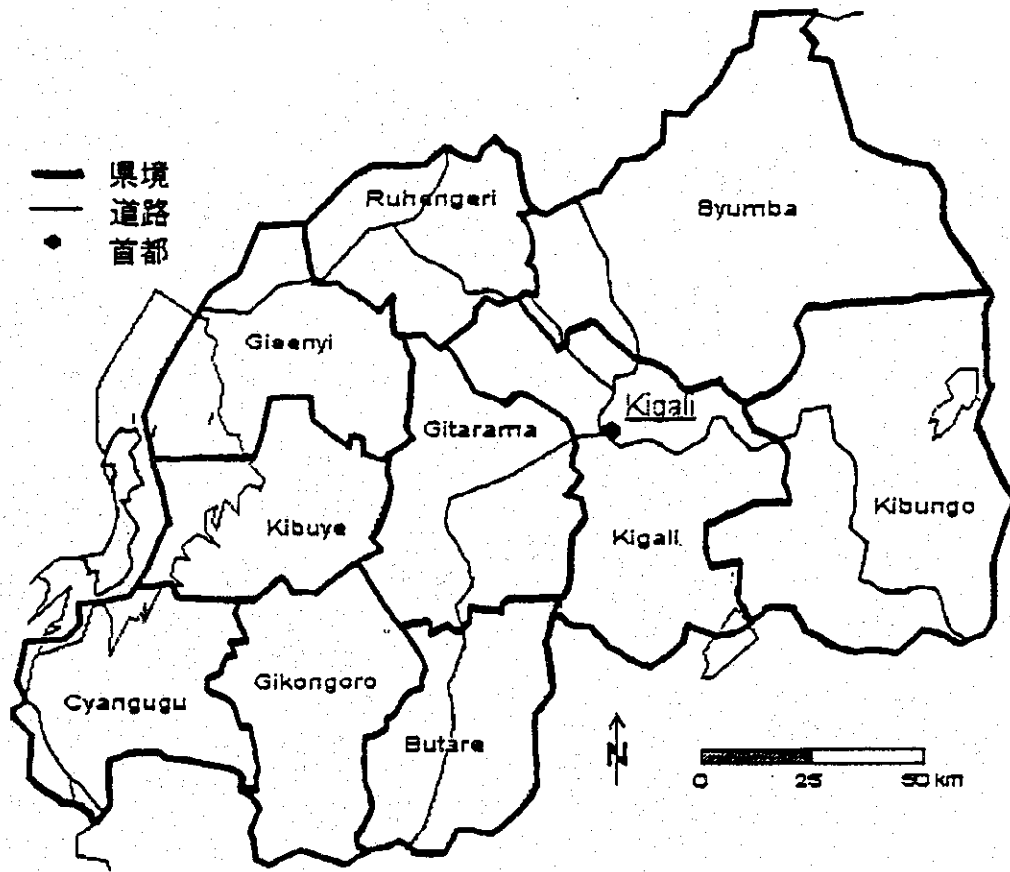 県境
道路
首都
Ruhengeri
Byumba
Gisenyi
Kigali
Gitarama
Kibungo
Kibuye
Kigali
Gikongoro
Cyangugu
Butare
N
0 25 50 km